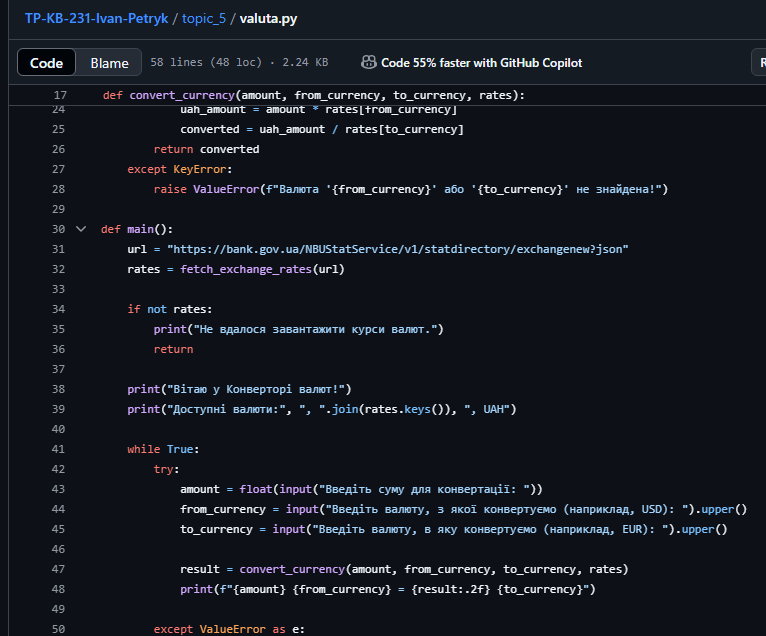 TP-KB-231-Ivan-Petryk / topic_5 / valuta.py
Code Blame 58 lines (48 loc) · 2.24 KB Code 55% faster with GitHub Copilot R
17 def convert_currency(amount, from_currency, to_currency, rates):
24 uah_amount = amount * rates[from_currency]
25 converted = uah_amount / rates[to_currency]
26 return converted
27 except KeyError:
28 raise ValueError(f"Валюта '{from_currency}' або '{to_currency}' не знайдена!")
29
30 def main():
31 url = "https://bank.gov.ua/NBUStatService/v1/statdirectory/exchangenew?json"
32 rates = fetch_exchange_rates(url)
33
34 if not rates:
35 print("Не вдалося завантажити курси валют.")
36 return
37
38 print("Вітаю у Конверторі валют!")
39 print("Доступні валюти:", ", ".join(rates.keys()), ", UAH")
40
41 while True:
42 try:
43 amount = float(input("Введіть суму для конвертації: "))
44 from_currency = input("Введіть валюту, з якої конвертуємо (наприклад, USD): ").upper()
45 to_currency = input("Введіть валюту, в яку конвертуємо (наприклад, EUR): ").upper()
46
47 result = convert_currency(amount, from_currency, to_currency, rates)
48 print(f"{amount} {from_currency} = {result:.2f} {to_currency}")
49
50 except ValueError as e: